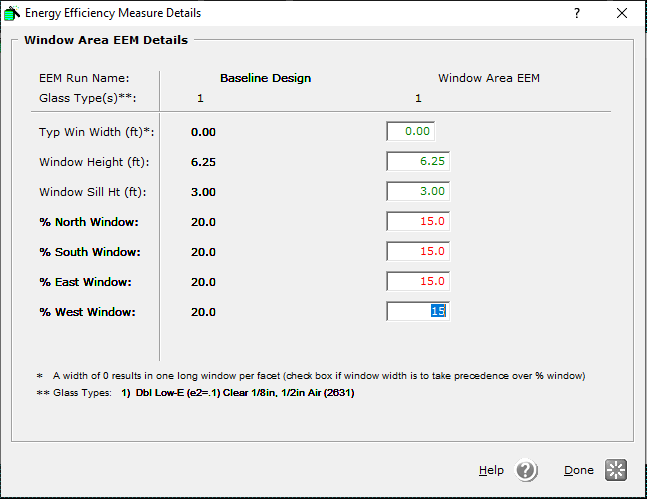 Energy Efficiency Measure Details ? ×
Window Area EEM Details
EEM Run Name: Baseline Design Window Area EEM
Glass Type(s)**: 1 1
Typ Win Width (ft)*: 0.00 0.00
Window Height (ft): 6.25 6.25
Window Sill Ht (ft): 3.00 3.00
% North Window: 20.0 15.0
% South Window: 20.0 15.0
% East Window: 20.0 15.0
% West Window: 20.0 15
* A width of 0 results in one long window per facet (check box if window width is to take precedence over % window)
** Glass Types: 1) Dbl Low-E (e2=.1) Clear 1/8in, 1/2in Air (2631)
Help ? Done